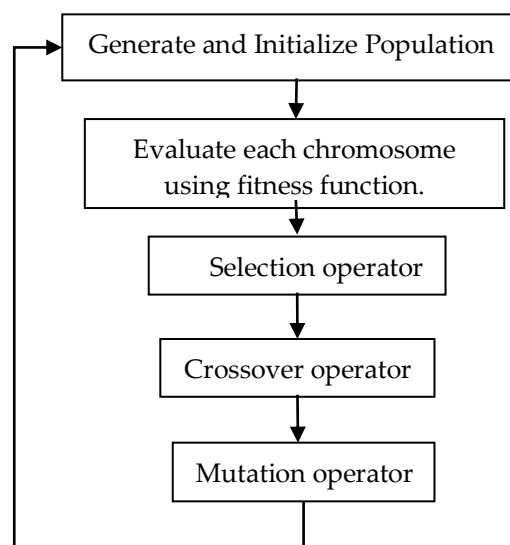 Generate and Initialize Population
Evaluate each chromosome
using fitness function.
Selection operator
Crossover operator
Mutation operator